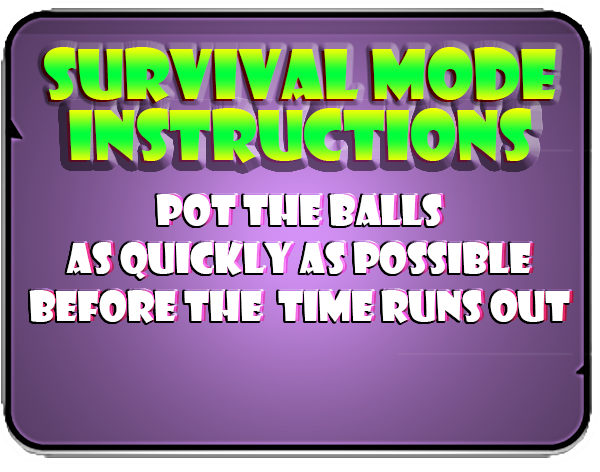 SURVIVAL MODE
INSTRUCTIONS
POT THE BALLS
AS QUICKLY AS POSSIBLE
BEFORE THE TIME RUNS OUT